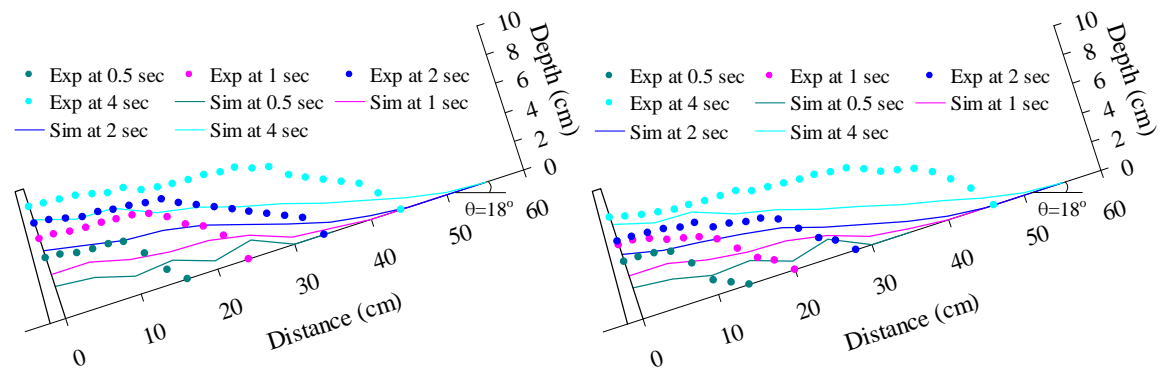 Exp at 0.5 sec Exp at 1 sec Exp at 2 sec
Exp at 4 sec Sim at 0.5 sec Sim at 1 sec
Sim at 2 sec Sim at 4 sec
10
8
6
4
2
0
Depth (cm)
θ=18°
0
10
20
30
40
50
60
Distance (cm)
Exp at 0.5 sec Exp at 1 sec Exp at 2 sec
Exp at 4 sec Sim at 0.5 sec Sim at 1 sec
Sim at 2 sec Sim at 4 sec
10
8
6
4
2
0
Depth (cm)
θ=18°
0
10
20
30
40
50
60
Distance (cm)